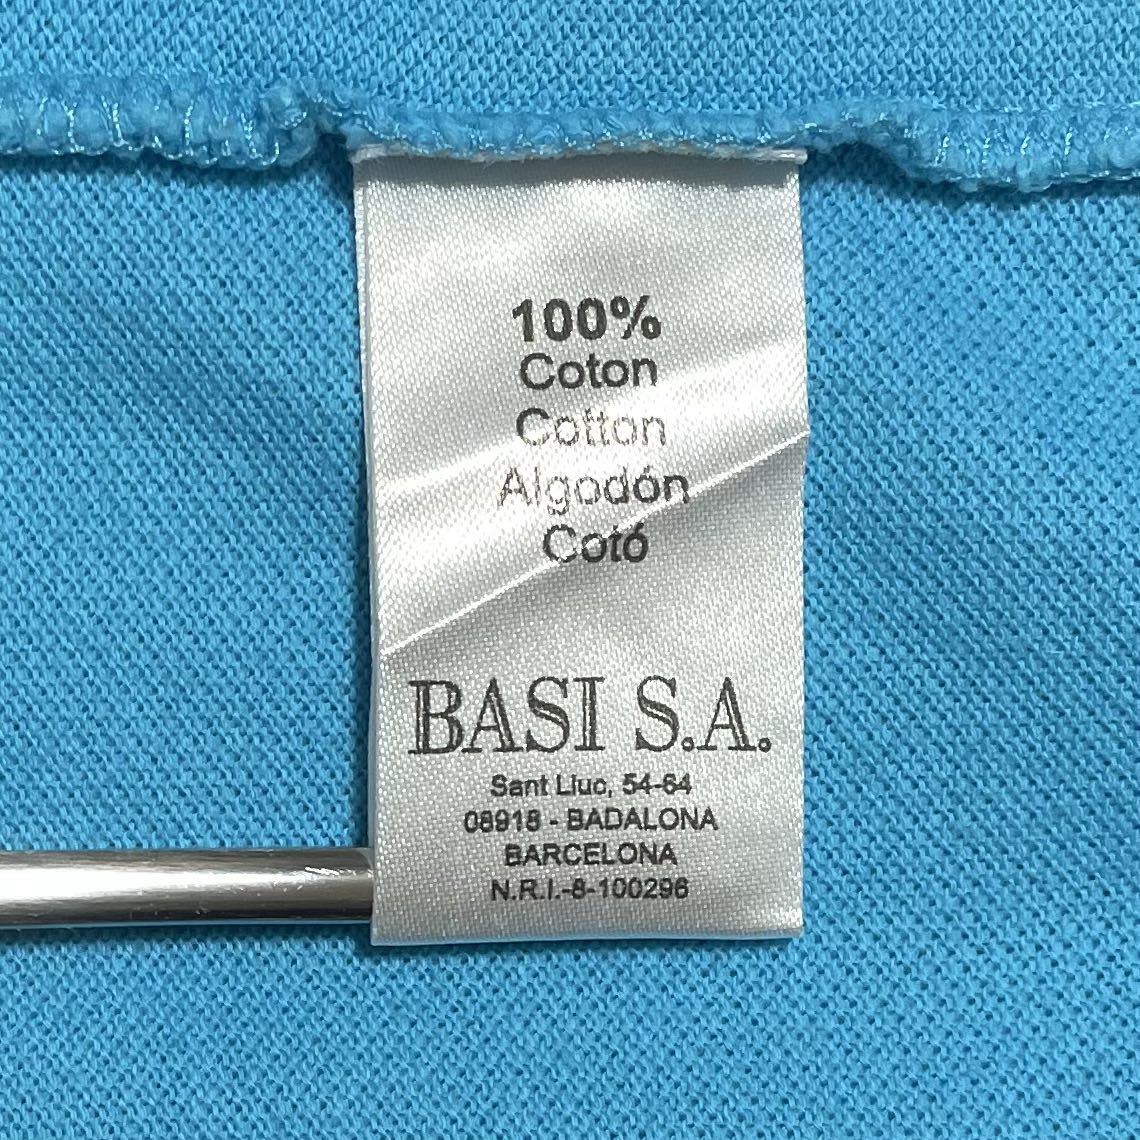 100%
Coton
Cotton
Algodón
Cotó
BASI S.A.
Sant Lluc, 54-64
08918 - BADALONA
BARCELONA
N.R.I.-8-100296